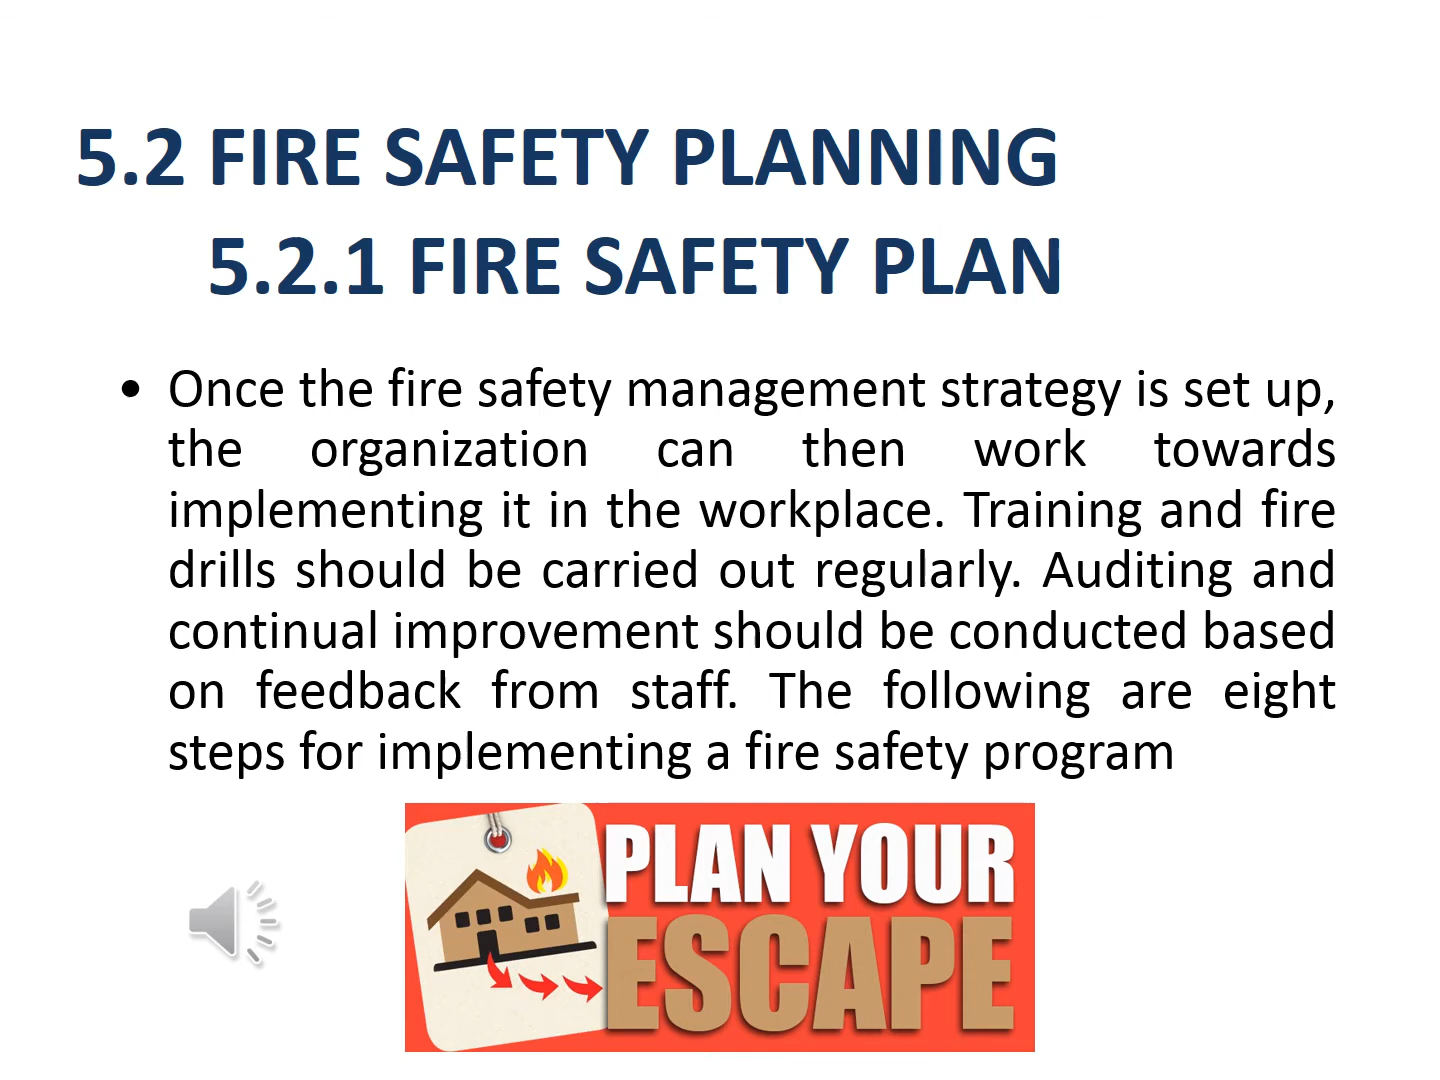 5.2 FIRE SAFETY PLANNING
5.2.1 FIRE SAFETY PLAN
• Once the fire safety management strategy is set up,
the organization can then work towards
implementing it in the workplace. Training and fire
drills should be carried out regularly. Auditing and
continual improvement should be conducted based
on feedback from staff. The following are eight
steps for implementing a fire safety program
PLAN YOUR
ESCAPE